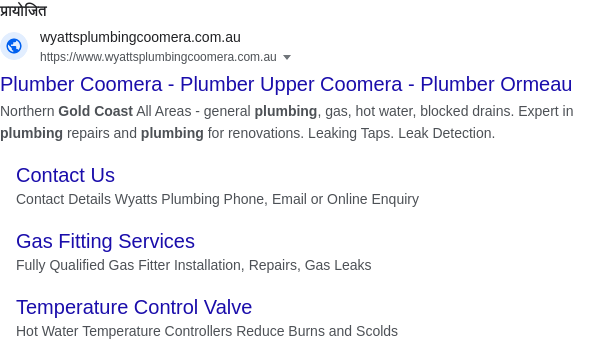 प्रायोजित
wyattsplumbingcoomera.com.au
https://www.wyattsplumbingcoomera.com.au
Plumber Coomera - Plumber Upper Coomera - Plumber Ormeau
Northern Gold Coast All Areas - general plumbing, gas, hot water, blocked drains. Expert in
plumbing repairs and plumbing for renovations. Leaking Taps. Leak Detection.
Contact Us
Contact Details Wyatts Plumbing Phone, Email or Online Enquiry
Gas Fitting Services
Fully Qualified Gas Fitter Installation, Repairs, Gas Leaks
Temperature Control Valve
Hot Water Temperature Controllers Reduce Burns and Scolds